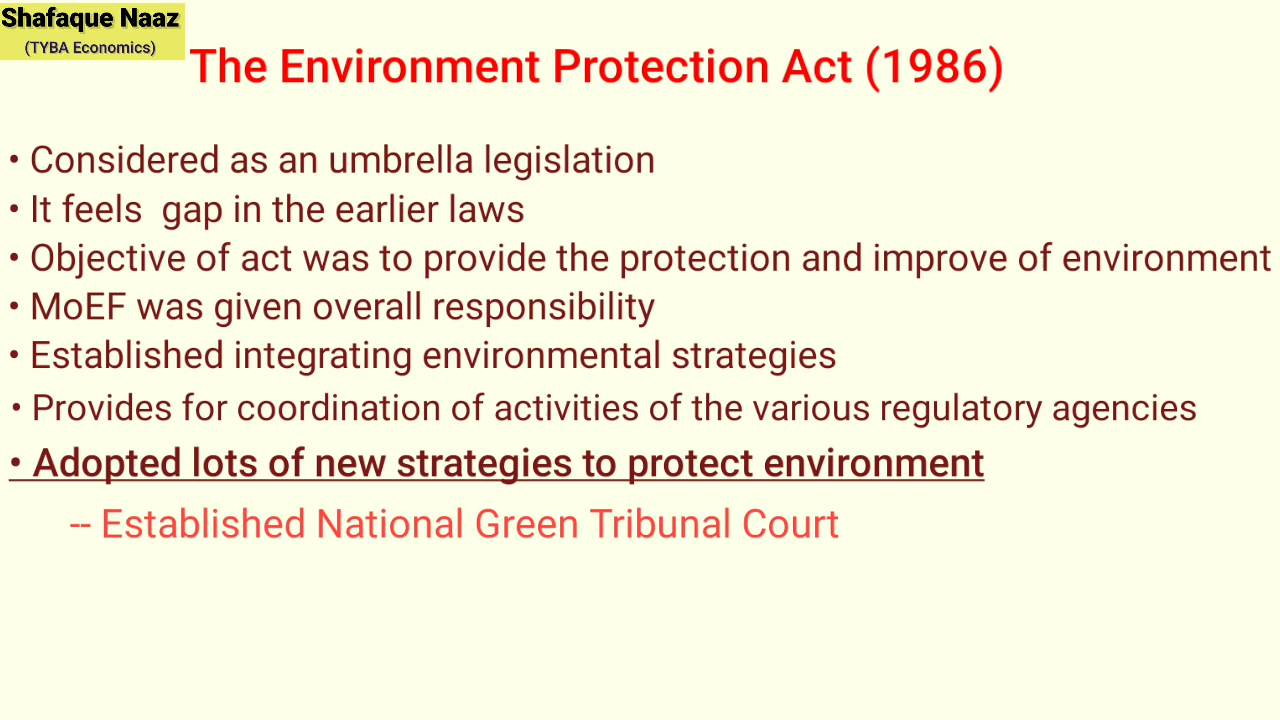 Shafaque Naaz
(TYBA Economics)
The Environment Protection Act (1986)
• Considered as an umbrella legislation
• It feels  gap in the earlier laws
• Objective of act was to provide the protection and improve of environment
• MoEF was given overall responsibility
• Established integrating environmental strategies
• Provides for coordination of activities of the various regulatory agencies
• Adopted lots of new strategies to protect environment
-- Established National Green Tribunal Court